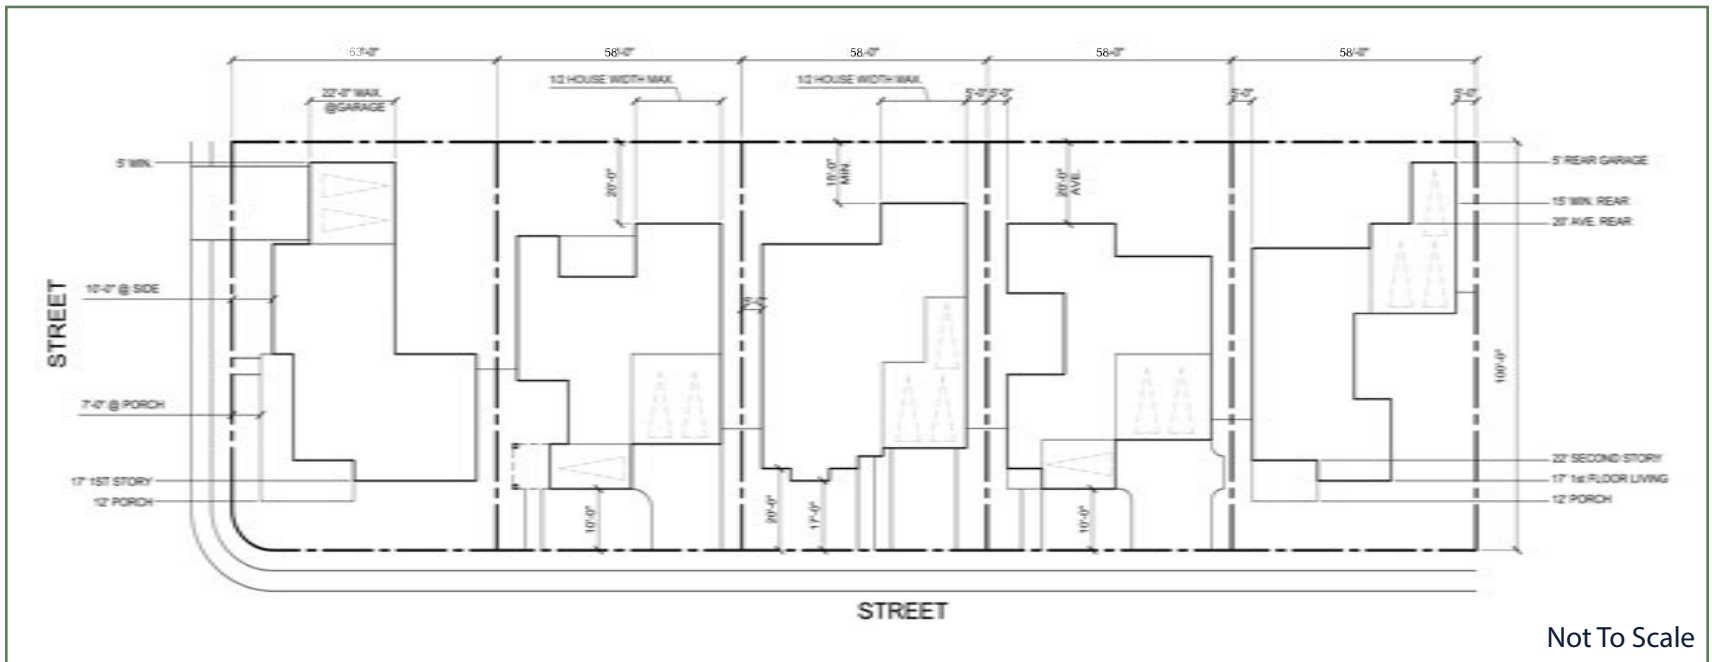 63'-0"
58'-0"
58'-0"
58'-0"
58'-0"
1/2 HOUSE WIDTH MAX.
1/2 HOUSE WIDTH MAX.
22'-0" MAX.
@GARAGE
5'-0"
5'-0"
5'-0"
5'-0"
5' MIN.
20'-0"
15'-0"
MIN.
20'-0"
AVE.
5' REAR GARAGE
15' MIN. REAR
20' AVE. REAR
10'-0" @ SIDE
STREET
100'-0"
7'-0" @ PORCH
17' 1ST STORY
12' PORCH
10'-0"
20'-0"
17'-0"
10'-0"
22' SECOND STORY
17' 1st FLOOR LIVING
12' PORCH
STREET
Not To Scale